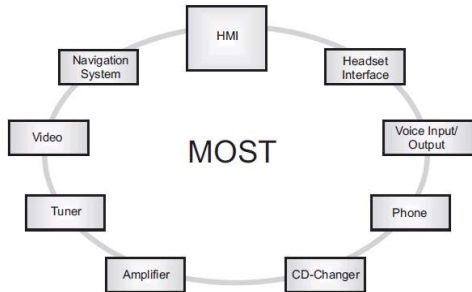 HMI
Navigation
System
Headset
Interface
Video
MOST
Voice Input/
Output
Tuner
Phone
Amplifier
CD-Changer